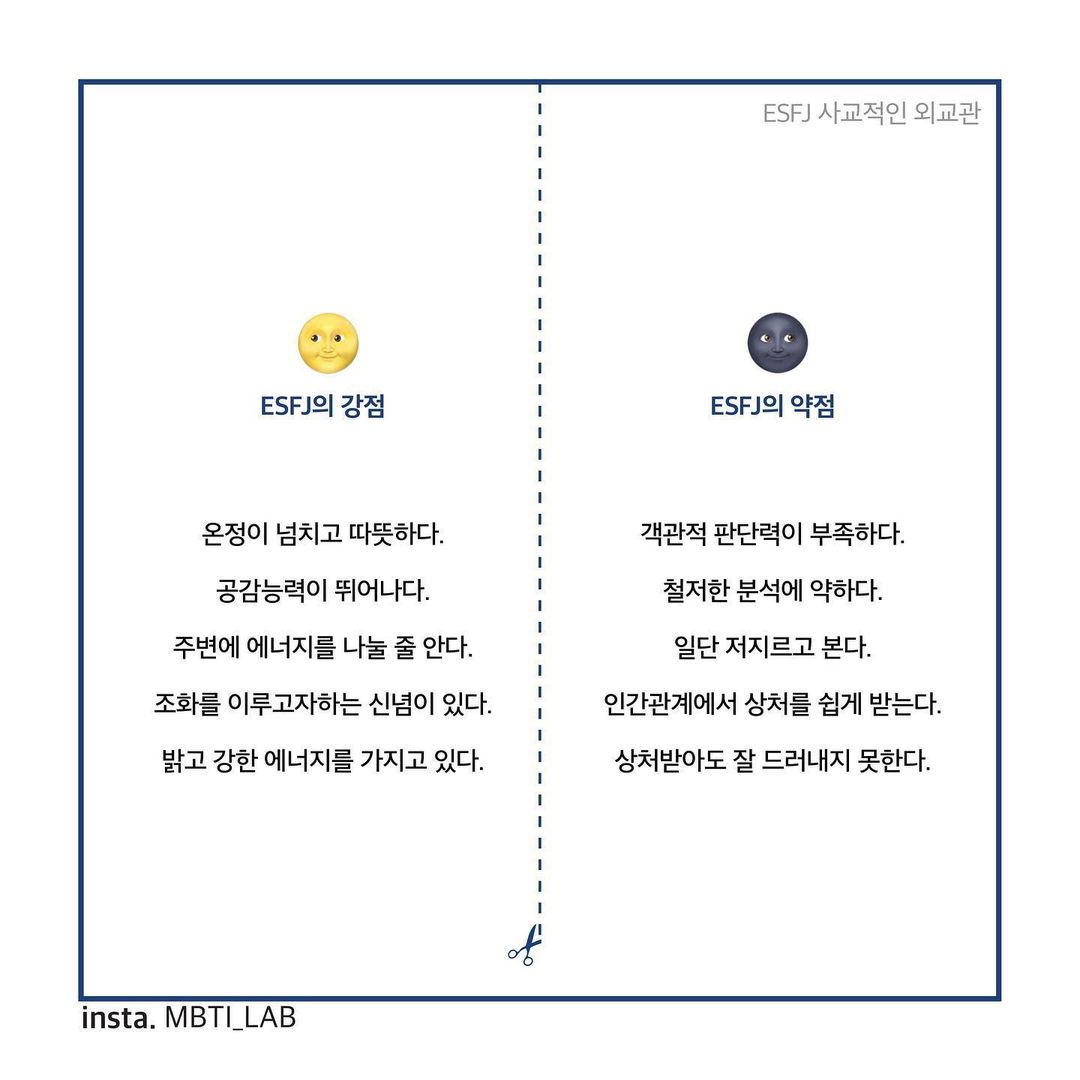 ESFJ 사교적인 외교관
ESFJ의 강점
온정이 넘치고 따뜻하다.
공감능력이 뛰어나다.
주변에 에너지를 나눌 줄 안다.
조화를 이루고자하는 신념이 있다.
밝고 강한 에너지를 가지고 있다.
ESFJ의 약점
객관적 판단력이 부족하다.
철저한 분석에 약하다.
일단 저지르고 본다.
인간관계에서 상처를 쉽게 받는다.
상처받아도 잘 드러내지 못한다.
insta. MBTI_LAB